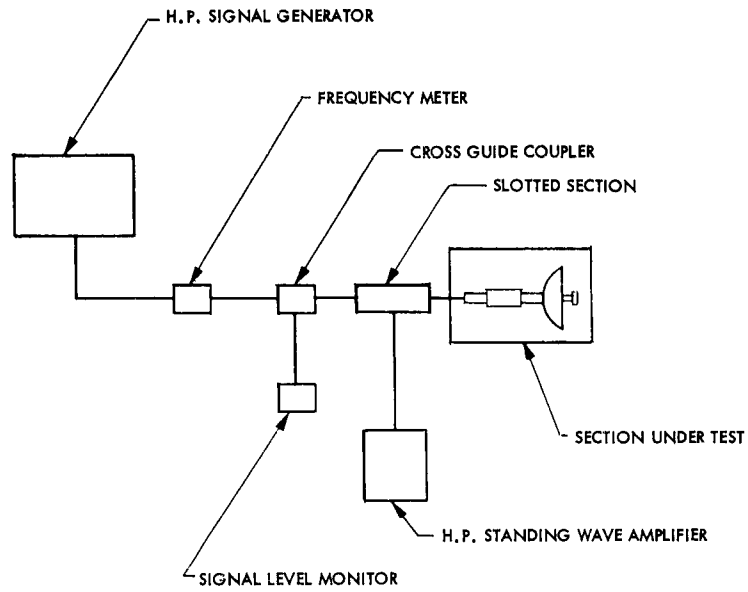 H.P. SIGNAL GENERATOR
FREQUENCY METER
CROSS GUIDE COUPLER
SLOTTED SECTION
SECTION UNDER TEST
H.P. STANDING WAVE AMPLIFIER
SIGNAL LEVEL MONITOR